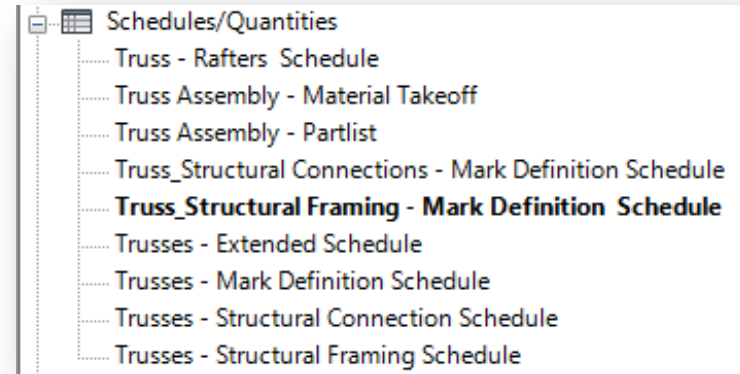 Schedules/Quantities
Truss - Rafters  Schedule
Truss Assembly - Material Takeoff
Truss Assembly - Partlist
Truss_Structural Connections - Mark Definition Schedule
Truss_Structural Framing - Mark Definition  Schedule
Trusses - Extended Schedule
Trusses - Mark Definition Schedule
Trusses - Structural Connection Schedule
Trusses - Structural Framing Schedule